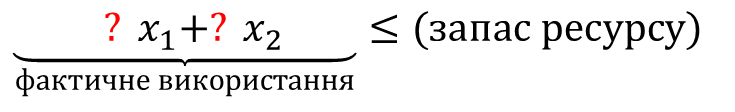 ? x₁+? x₂ ≤ (запас ресурсу)
фактичне використання